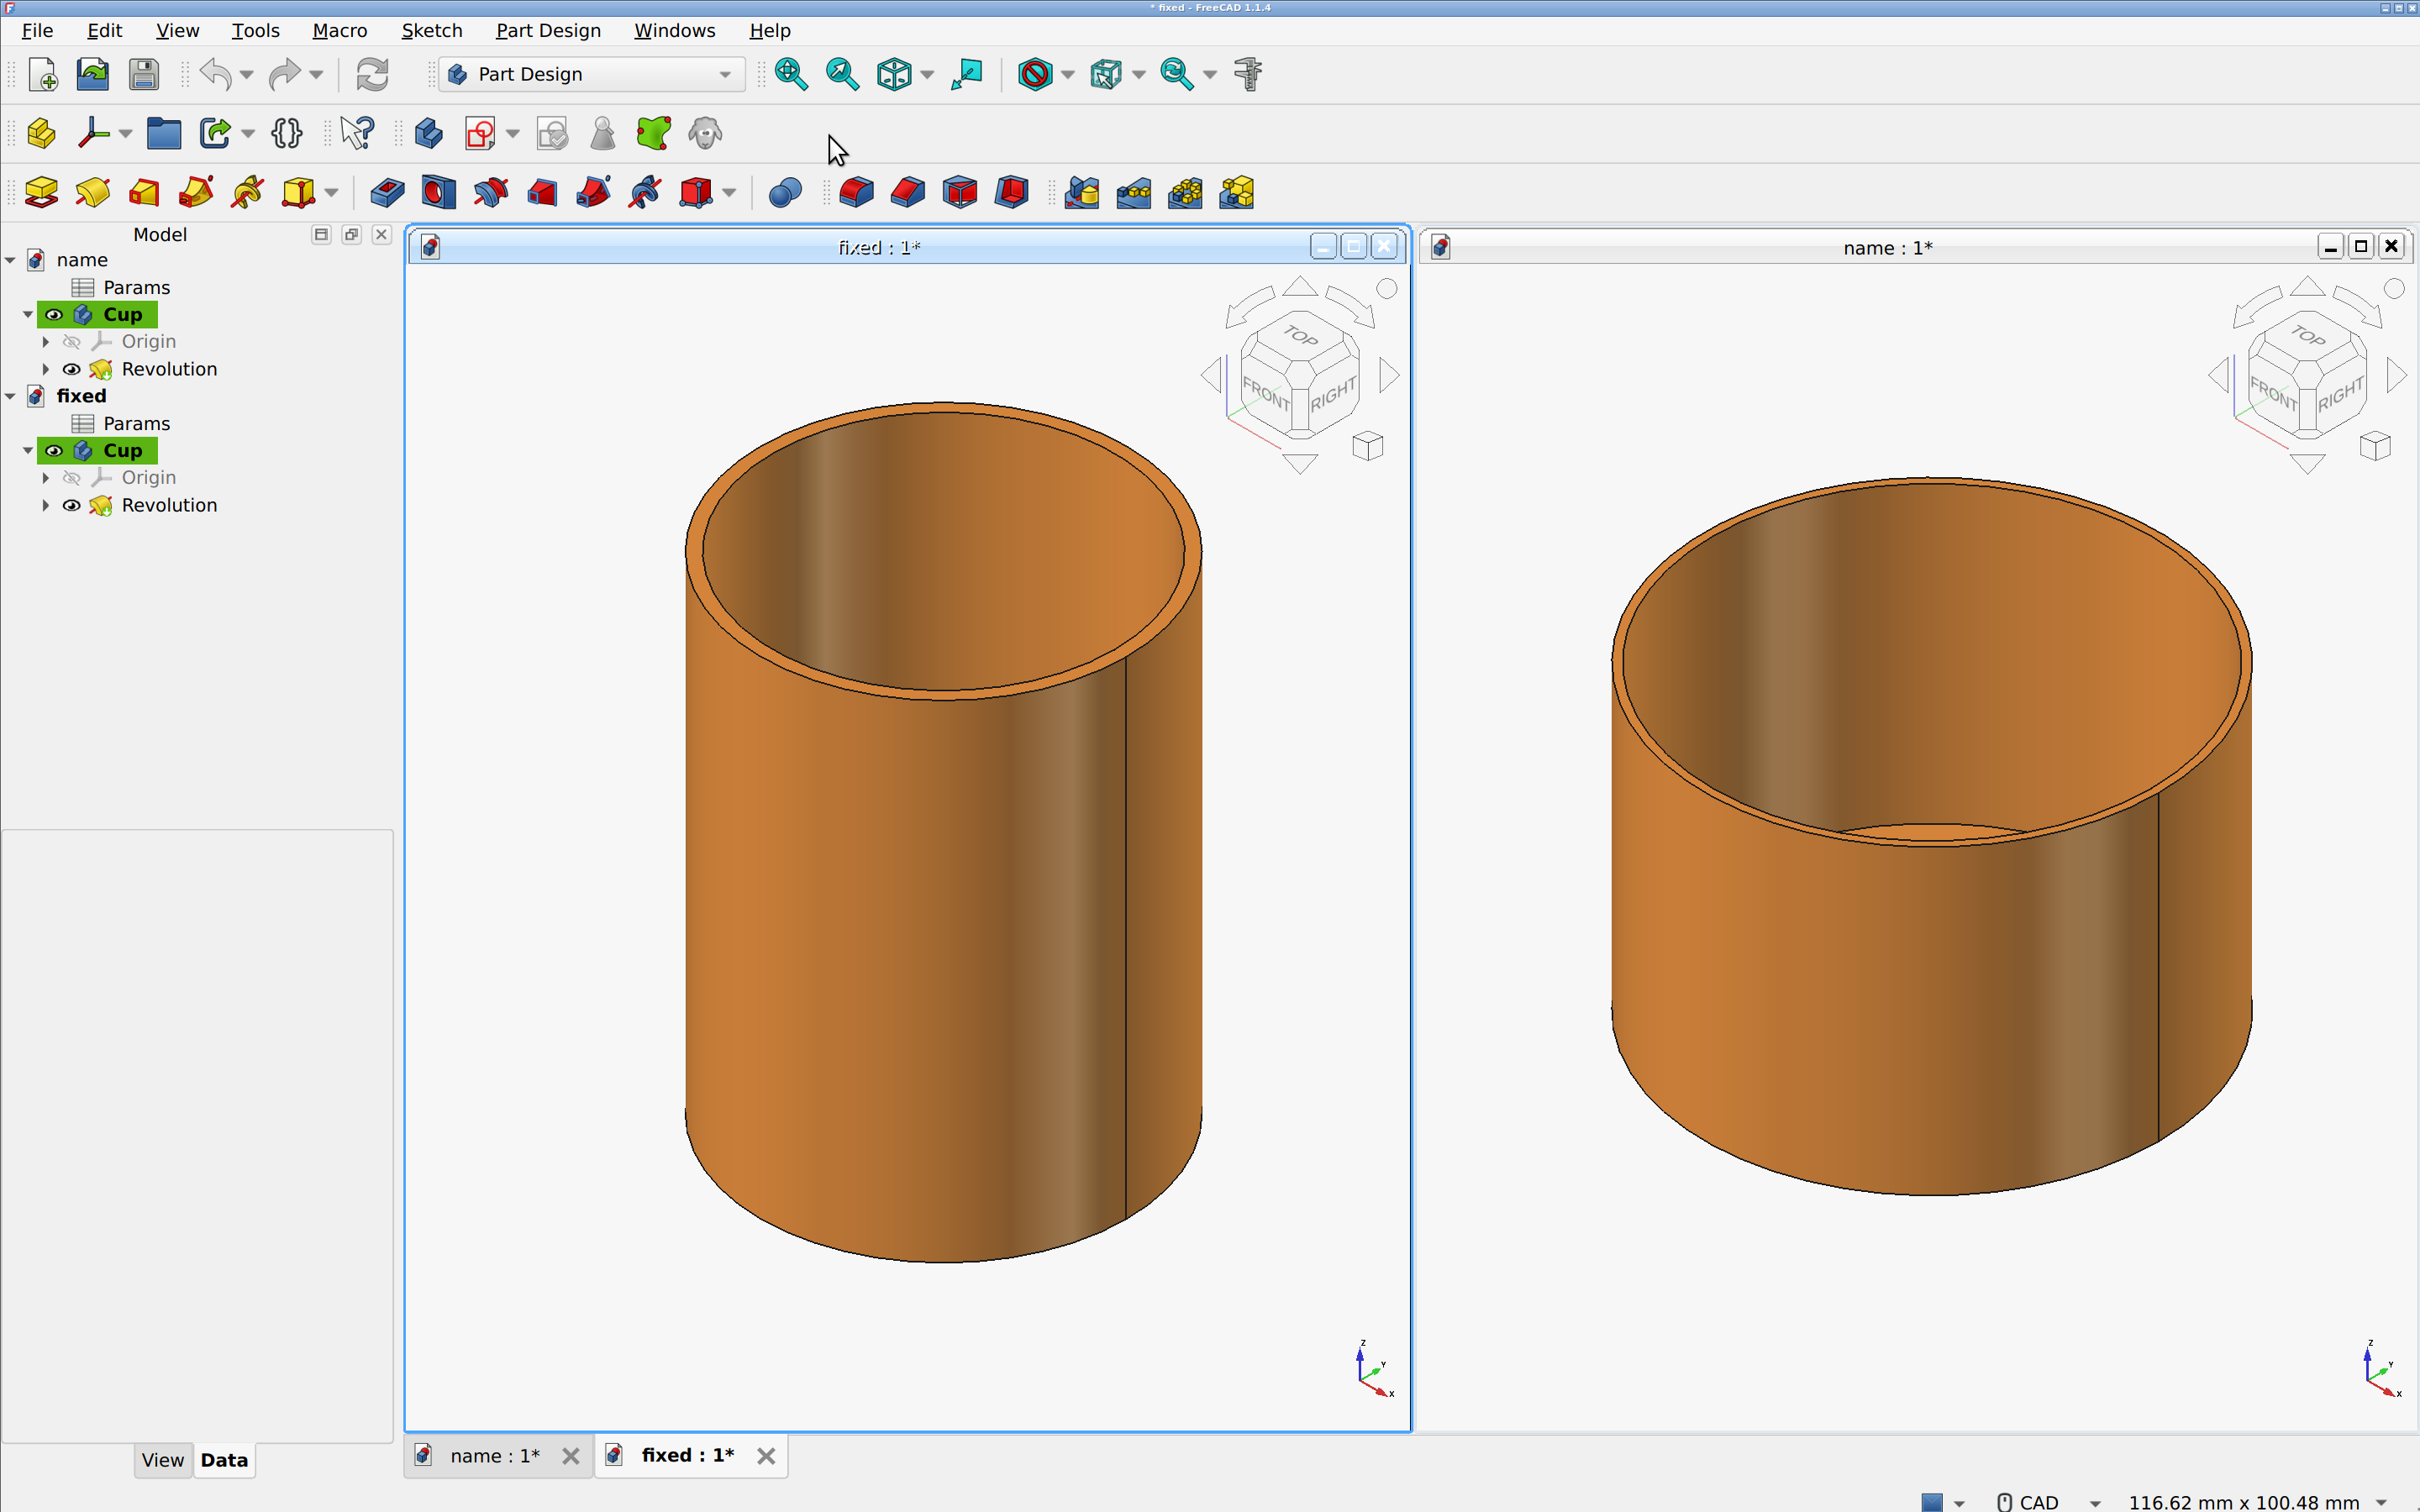 * fixed - FreeCAD 1.1.4
File Edit View Tools Macro Sketch Part Design Windows Help
Part Design
Model
name
Params
Cup
Origin
Revolution
fixed
Params
Cup
Origin
Revolution
View Data
fixed : 1*
TOP
FRONT RIGHT
Z
Y
X
name : 1*
TOP
FRONT RIGHT
Z
Y
X
name : 1* fixed : 1*
CAD 116.62 mm x 100.48 mm